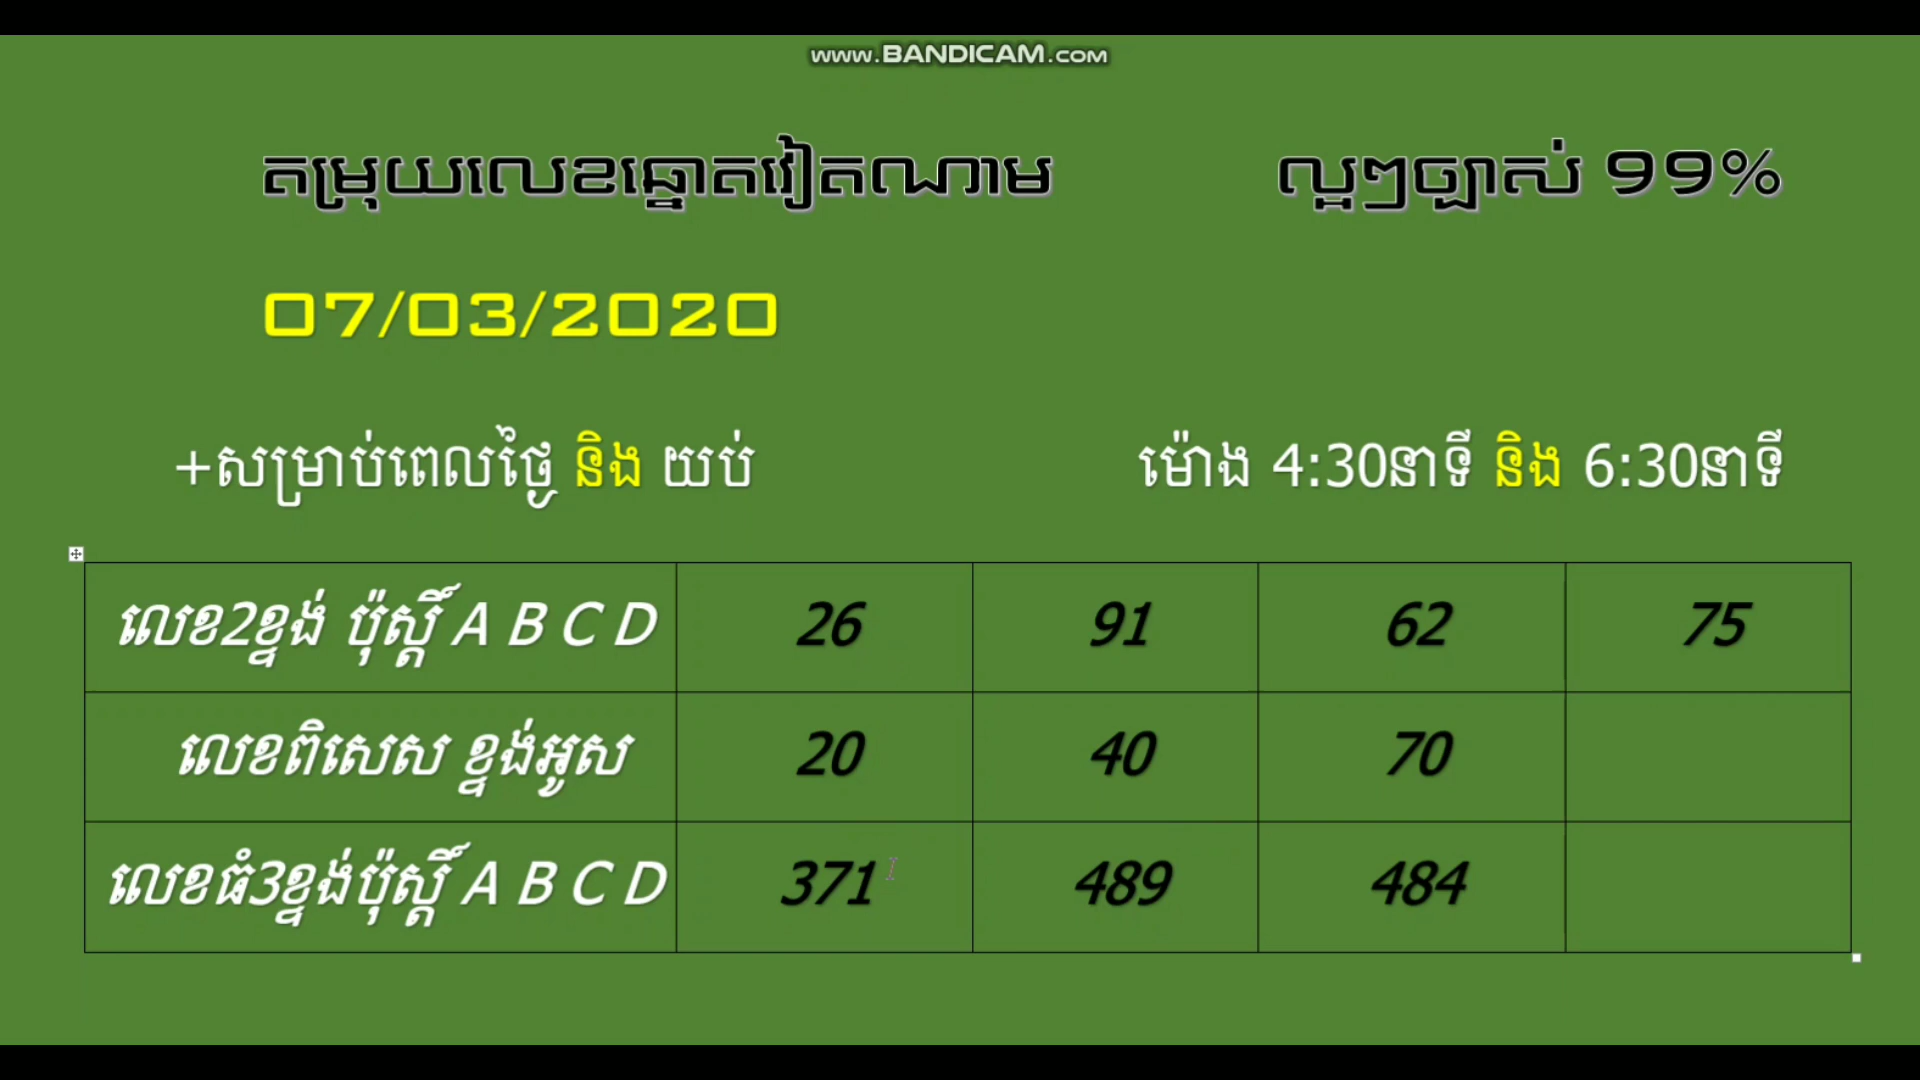 www.BANDICAM.COM
តម្រុយលេខឆ្នោតវៀតណាម ល្អៗច្បាស់ ១១%
07/03/2020
+សម្រាប់ពេលថ្ងៃ និង យប់ ម៉ោង 4:30នាទី និង 6:30នាទី
លេខ2ខ្ទង់ ប៉ុស្តិ៍ A B C D 26 91 62 75
លេខពិសេស ខ្ទង់អូស 20 40 70
លេខធំ3ខ្ទង់ប៉ុស្តិ៍ A B C D 371 489 484